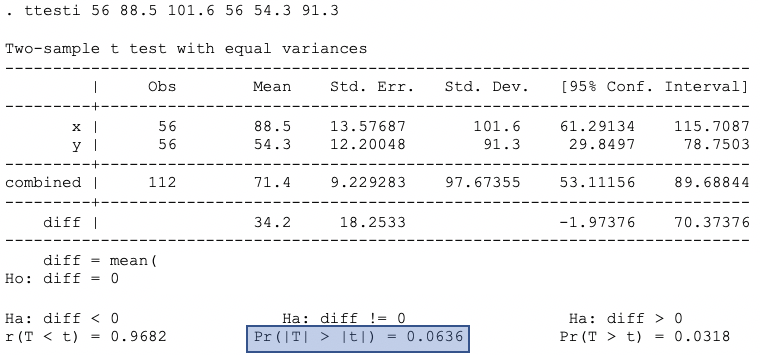 . ttesti 56 88.5 101.6 56 54.3 91.3
Two-sample t test with equal variances
| Obs Mean Std. Err. Std. Dev. [95% Conf. Interval]
x | 56 88.5 13.57687 101.6 61.29134 115.7087
y | 56 54.3 12.20048 91.3 29.8497 78.7503
combined | 112 71.4 9.229283 97.67355 53.11156 89.68844
diff | 34.2 18.2533 -1.97376 70.37376
diff = mean(
Ho: diff = 0
Ha: diff < 0 Ha: diff != 0 Ha: diff > 0
r(T < t) = 0.9682 Pr(|T| > |t|) = 0.0636 Pr(T > t) = 0.0318